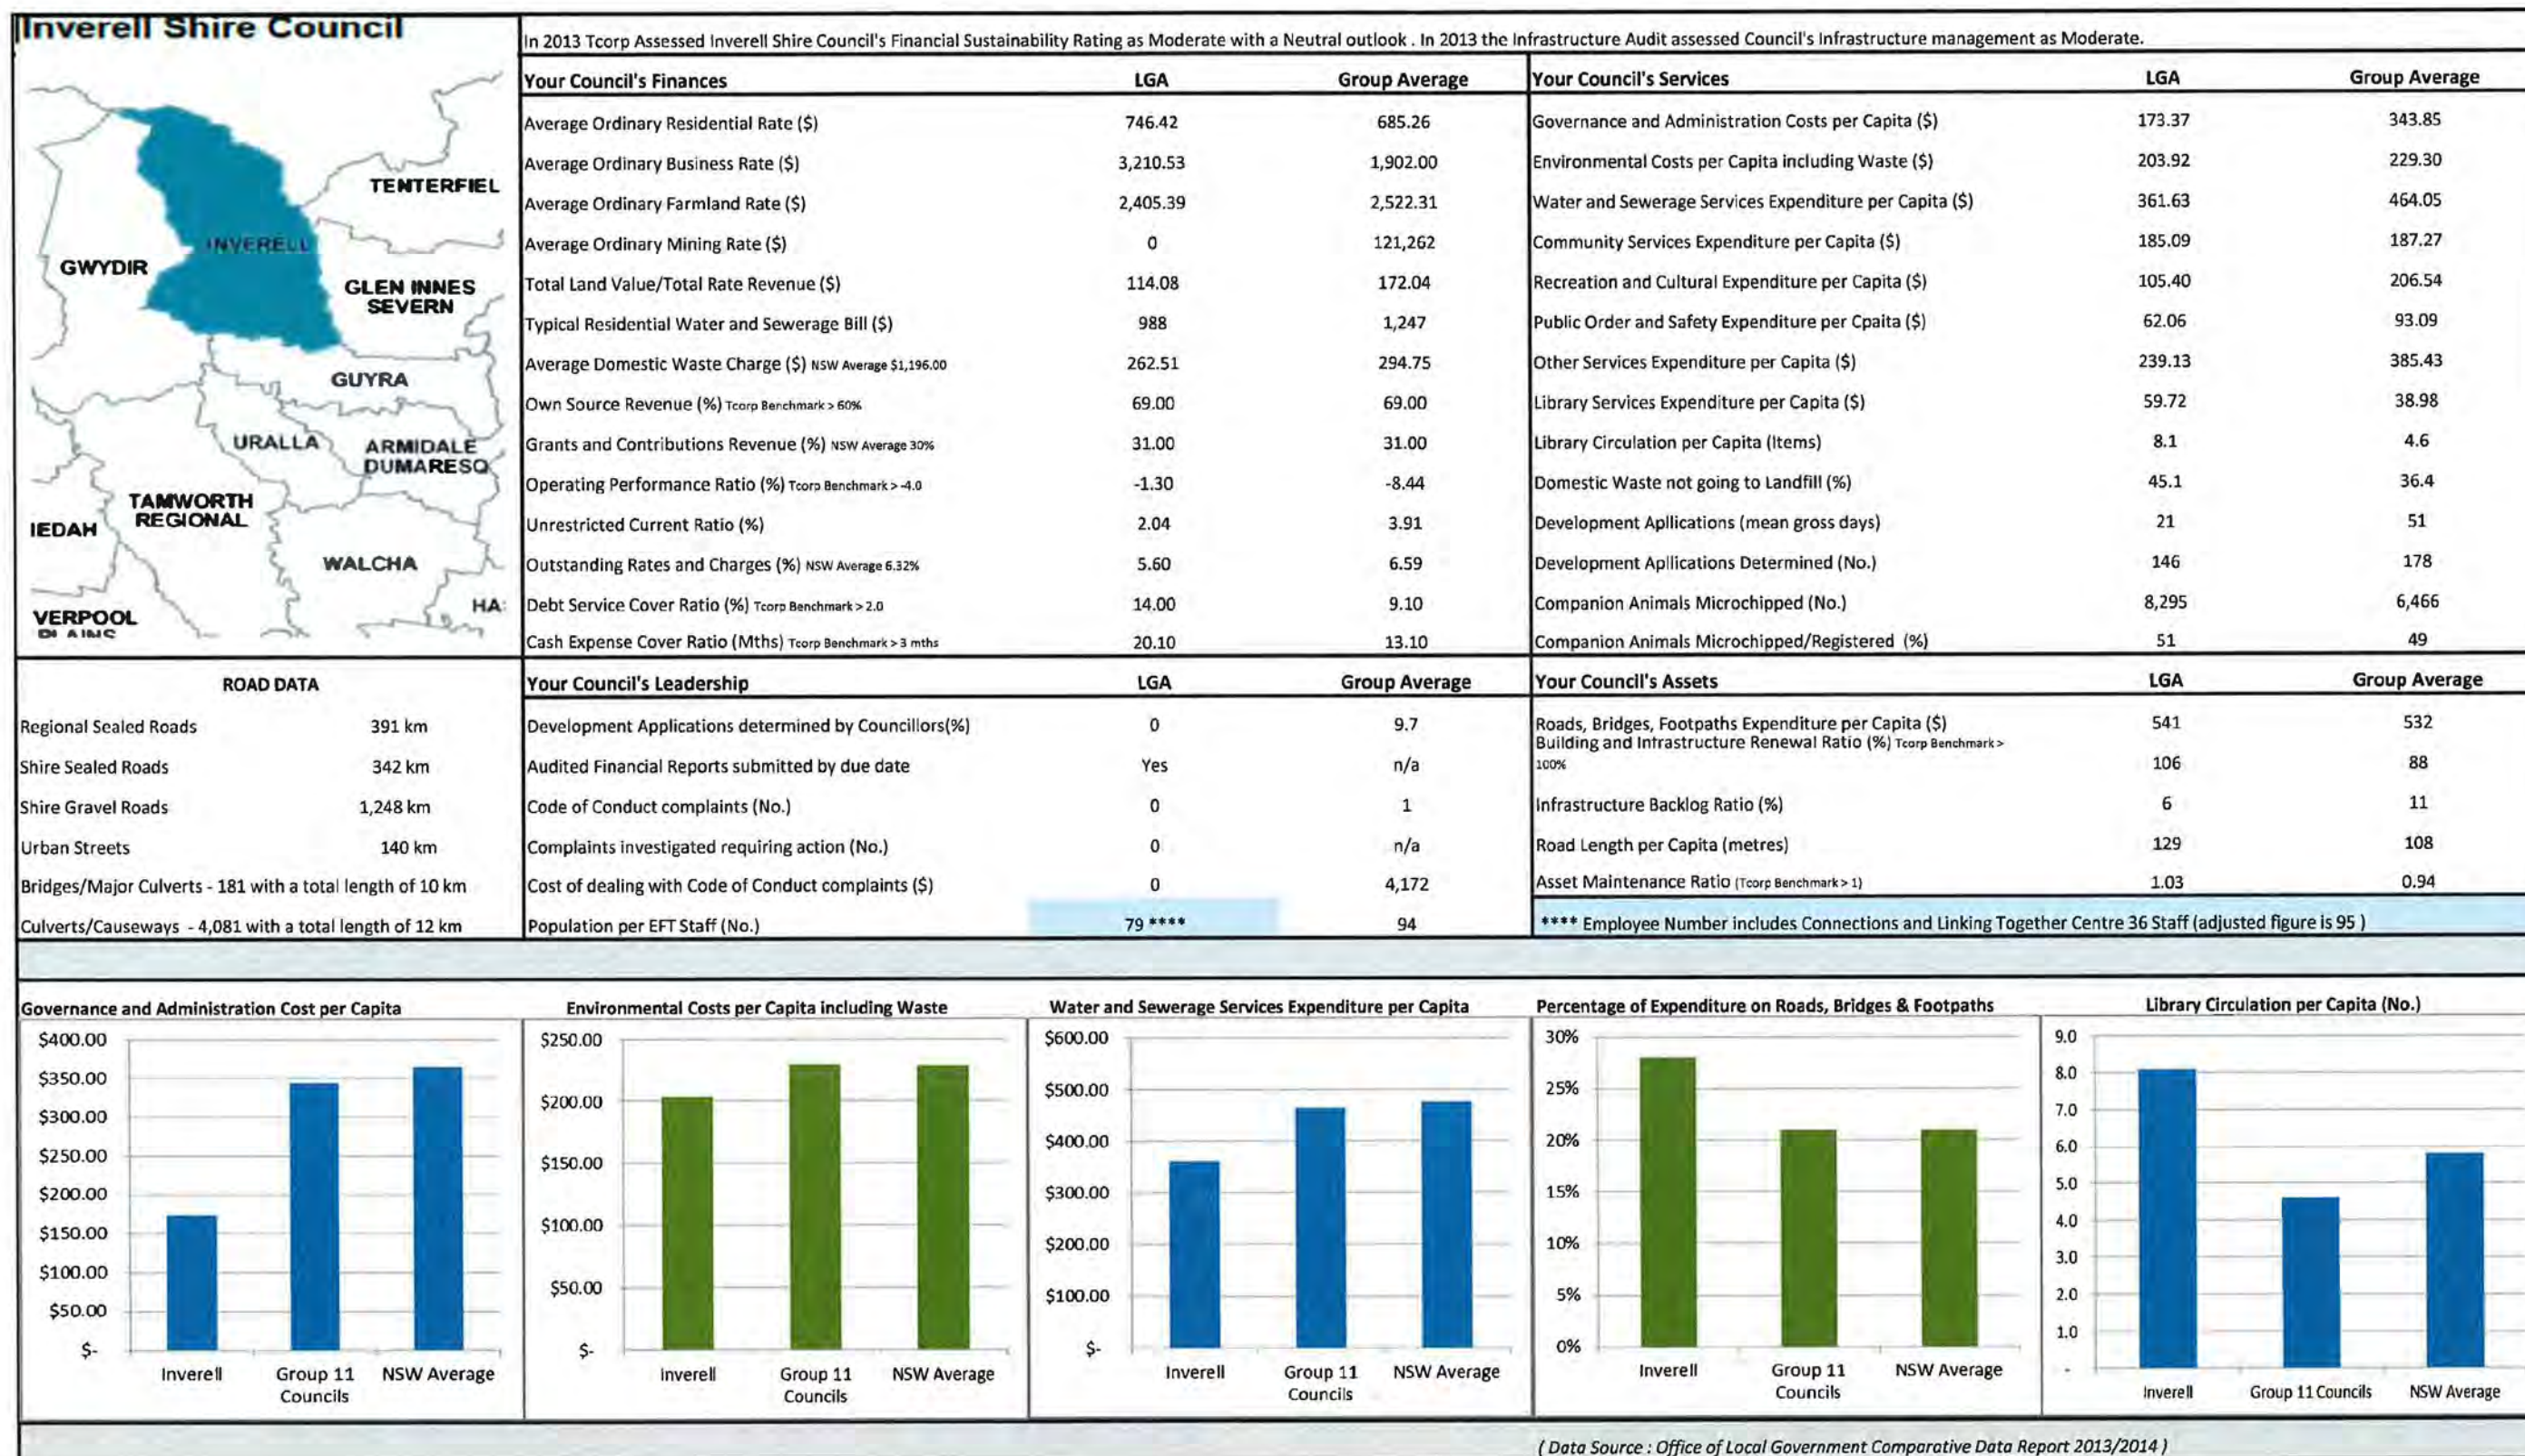 Inverell Shire Council
In 2013 Tcorp Assessed Inverell Shire Council's Financial Sustainability Rating as Moderate with a Neutral outlook . In 2013 the Infrastructure Audit assessed Council's Infrastructure management as Moderate.
TENTERFIEL
INVERELL
GWYDIR
GLEN INNES
SEVERN
GUYRA
URALLA
ARMIDALE
DUMARESQ
TAMWORTH
REGIONAL
IEDAH
WALCHA
HA
VERPOOL
Your Council's Finances LGA Group Average
Average Ordinary Residential Rate ($) 746.42 685.26
Average Ordinary Business Rate ($) 3,210.53 1,902.00
Average Ordinary Farmland Rate ($) 2,405.39 2,522.31
Average Ordinary Mining Rate ($) 0 121,262
Total Land Value/Total Rate Revenue ($) 114.08 172.04
Typical Residential Water and Sewerage Bill ($) 988 1,247
Average Domestic Waste Charge ($) NSW Average $1,196.00 262.51 294.75
Own Source Revenue (%) Tcorp Benchmark > 60% 69.00 69.00
Grants and Contributions Revenue (%) NSW Average 30% 31.00 31.00
Operating Performance Ratio (%) Tcorp Benchmark > -4.0 -1.30 -8.44
Unrestricted Current Ratio (%) 2.04 3.91
Outstanding Rates and Charges (%) NSW Average 6.32% 5.60 6.59
Debt Service Cover Ratio (%) Tcorp Benchmark > 2.0 14.00 9.10
Cash Expense Cover Ratio (Mths) Tcorp Benchmark > 3 mths 20.10 13.10
Your Council's Services LGA Group Average
Governance and Administration Costs per Capita ($) 173.37 343.85
Environmental Costs per Capita including Waste ($) 203.92 229.30
Water and Sewerage Services Expenditure per Capita ($) 361.63 464.05
Community Services Expenditure per Capita ($) 185.09 187.27
Recreation and Cultural Expenditure per Capita ($) 105.40 206.54
Public Order and Safety Expenditure per Cpaita ($) 62.06 93.09
Other Services Expenditure per Capita ($) 239.13 385.43
Library Services Expenditure per Capita ($) 59.72 38.98
Library Circulation per Capita (Items) 8.1 4.6
Domestic Waste not going to Landfill (%) 45.1 36.4
Development Apllications (mean gross days) 21 51
Development Apllications Determined (No.) 146 178
Companion Animals Microchipped (No.) 8,295 6,466
Companion Animals Microchipped/Registered (%) 51 49
ROAD DATA
Regional Sealed Roads 391 km
Shire Sealed Roads 342 km
Shire Gravel Roads 1,248 km
Urban Streets 140 km
Bridges/Major Culverts - 181 with a total length of 10 km
Culverts/Causeways - 4,081 with a total length of 12 km
Your Council's Leadership LGA Group Average
Development Applications determined by Councillors(%) 0 9.7
Audited Financial Reports submitted by due date Yes n/a
Code of Conduct complaints (No.) 0 1
Complaints investigated requiring action (No.) 0 n/a
Cost of dealing with Code of Conduct complaints ($) 0 4,172
Population per EFT Staff (No.) 79 **** 94
Your Council's Assets LGA Group Average
Roads, Bridges, Footpaths Expenditure per Capita ($) 541 532
Building and Infrastructure Renewal Ratio (%) Tcorp Benchmark >
100% 106 88
Infrastructure Backlog Ratio (%) 6 11
Road Length per Capita (metres) 129 108
Asset Maintenance Ratio (Tcorp Benchmark > 1) 1.03 0.94
**** Employee Number includes Connections and Linking Together Centre 36 Staff (adjusted figure is 95 )
Governance and Administration Cost per Capita
$400.00
$350.00
$300.00
$250.00
$200.00
$150.00
$100.00
$50.00
$-
Inverell Group 11 NSW Average
Councils
Environmental Costs per Capita including Waste
$250.00
$200.00
$150.00
$100.00
$50.00
$-
Inverell Group 11 NSW Average
Councils
Water and Sewerage Services Expenditure per Capita
$600.00
$500.00
$400.00
$300.00
$200.00
$100.00
$-
Inverell Group 11 NSW Average
Councils
Percentage of Expenditure on Roads, Bridges & Footpaths
30%
25%
20%
15%
10%
5%
0%
Inverell Group 11 NSW Average
Councils
Library Circulation per Capita (No.)
9.0
8.0
7.0
6.0
5.0
4.0
3.0
2.0
1.0
-
Inverell Group 11 Councils NSW Average
( Data Source : Office of Local Government Comparative Data Report 2013/2014 )